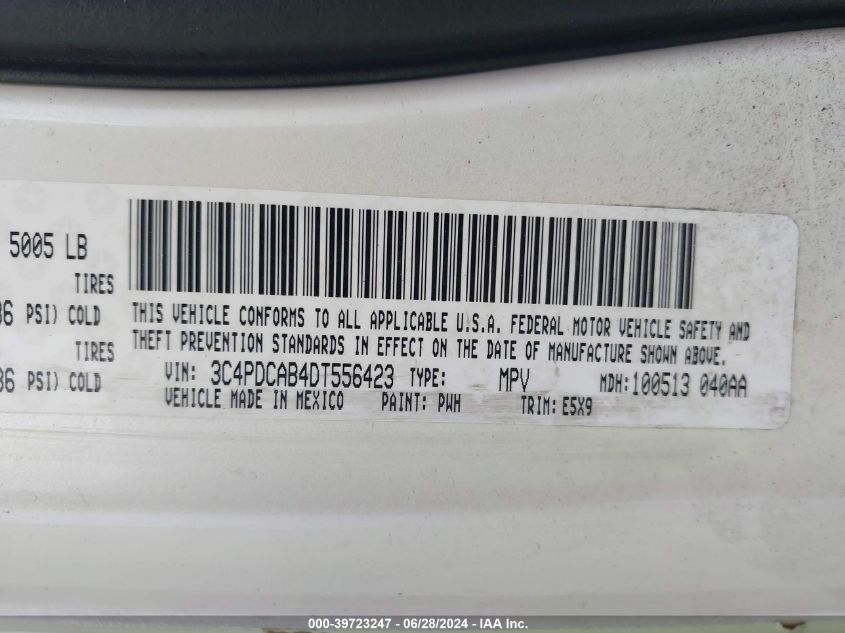 5005 LB
TIRES
36 PSI) COLD
TIRES
36 PSI) COLD
THIS VEHICLE CONFORMS TO ALL APPLICABLE U.S.A. FEDERAL MOTOR VEHICLE SAFETY AND
THEFT PREVENTION STANDARDS IN EFFECT ON THE DATE OF MANUFACTURE SHOWN ABOVE.
VIN: 3C4PDCAB4DT556423 TYPE: MPV MDH:100513 040AA
VEHICLE MADE IN MEXICO PAINT: PWH TRIM: E5X9
000-39723247 - 06/28/2024 - IAA Inc.